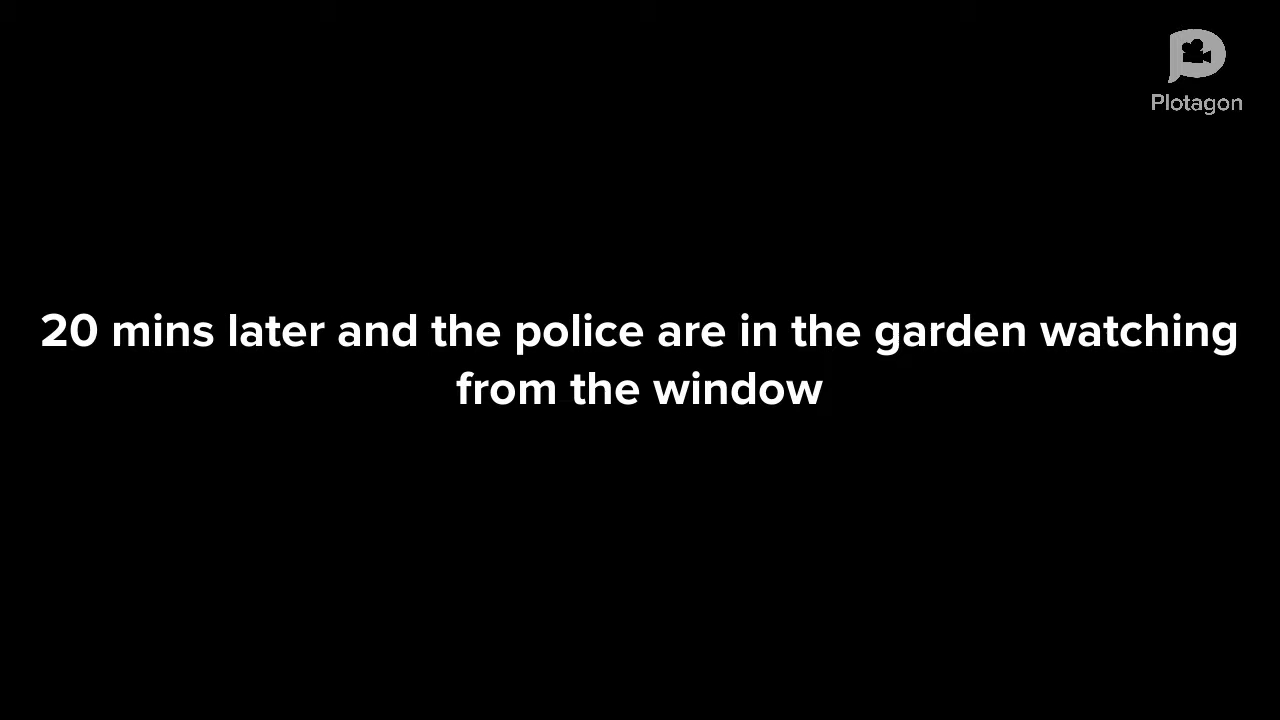 Plotagon
20 mins later and the police are in the garden watching
from the window